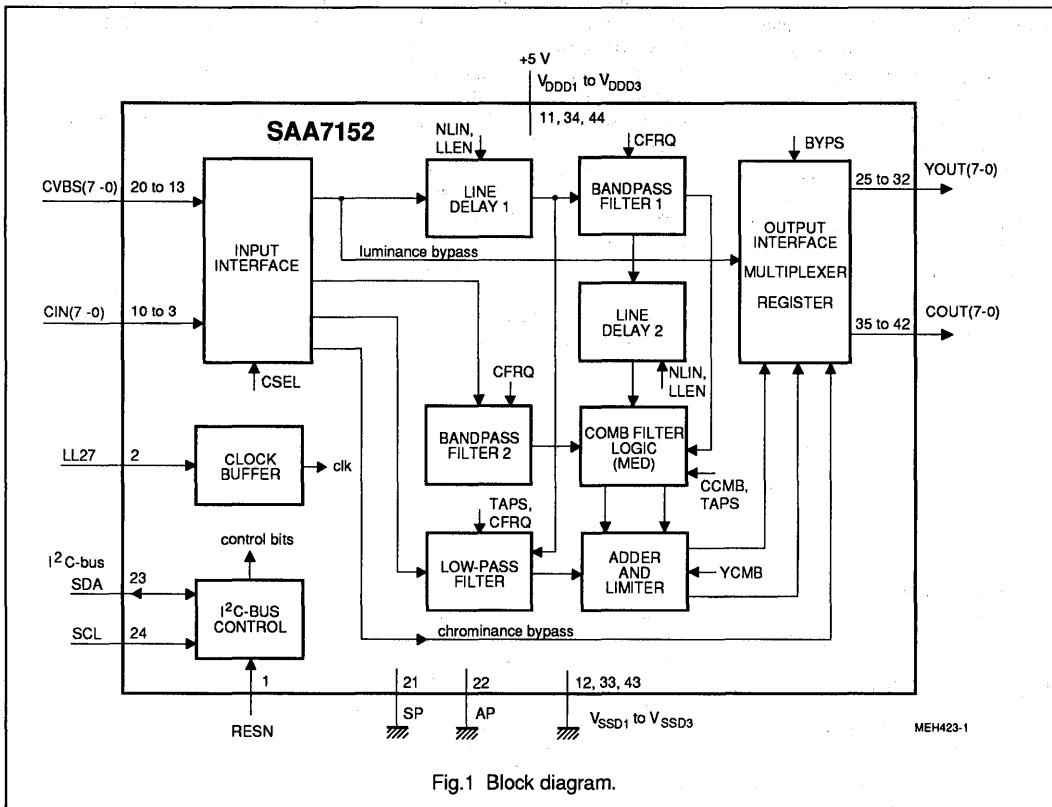 +5 V
V_DDD1 to V_DDD3
11, 34, 44
SAA7152
NLIN,
LLEN
CFRQ
BYPS
CVBS(7 -0)
20 to 13
INPUT
INTERFACE
LINE
DELAY 1
BANDPASS
FILTER 1
OUTPUT
INTERFACE
MULTIPLEXER
REGISTER
25 to 32
YOUT(7-0)
luminance bypass
CIN(7 -0)
10 to 3
LINE
DELAY 2
35 to 42
COUT(7-0)
CSEL
CFRQ
NLIN,
LLEN
LL27
2
CLOCK
BUFFER
clk
BANDPASS
FILTER 2
COMB FILTER
LOGIC
(MED)
CCMB,
TAPS
TAPS,
CFRQ
control bits
I²C-bus
SDA
23
I²C-BUS
CONTROL
LOW-PASS
FILTER
ADDER
AND
LIMITER
YCMB
SCL
24
chrominance bypass
1
RESN
21
SP
22
AP
12, 33, 43
V_SSD1 to V_SSD3
MEH423-1
Fig.1 Block diagram.